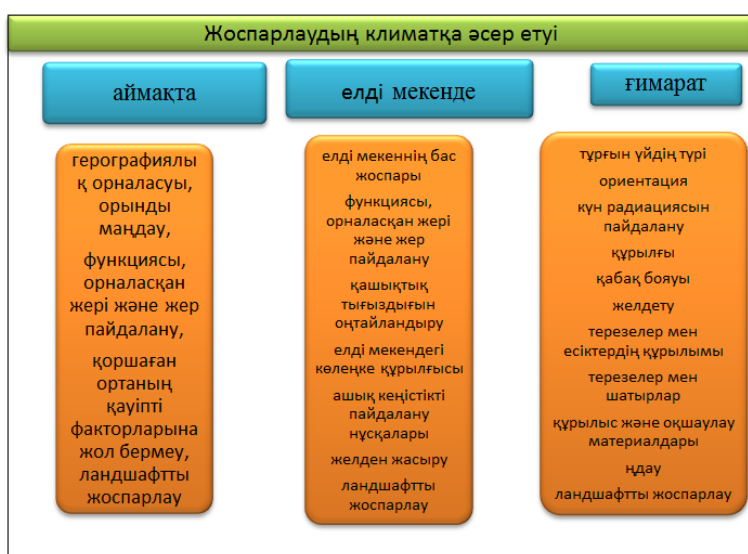 Жоспарлаудың климатқа әсер етуі
аймақта
герографиялы
қ орналасуы,
орынды
маңдау,
функциясы,
орналасқан
жері және жер
пайдалану,
қоршаған
ортаның
қауіпті
факторларына
жол бермеу,
ландшафтты
жоспарлау
елді мекенде
елді мекеннің бас
жоспары
функциясы,
орналасқан жері
және жер
пайдалану
қашықтық
тығыздығын
оңтайландыру
елді мекендегі
көлеңке құрылғысы
ашық кеңістікті
пайдалану
нұсқалары
желден жасыру
ландшафтты
жоспарлау
ғимарат
тұрғын үйдің түрі
ориентация
күн радиациясын
пайдалану
құрылғы
қабақ бояуы
желдету
терезелер мен
есіктердің құрылымы
терезелер мен
шатырлар
құрылыс және оқшаулау
материалдары
ңдау
ландшафтты жоспарлау